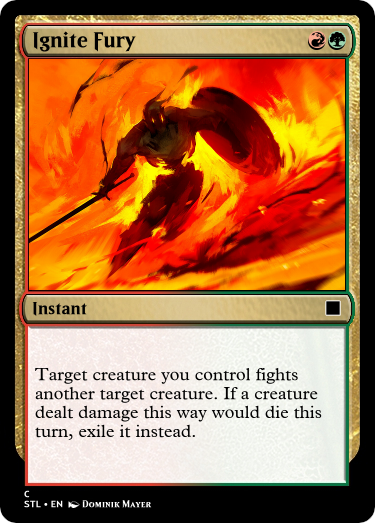 Ignite Fury
Instant
Target creature you control fights
another target creature. If a creature
dealt damage this way would die this
turn, exile it instead.
C
STL • EN Dominik Mayer